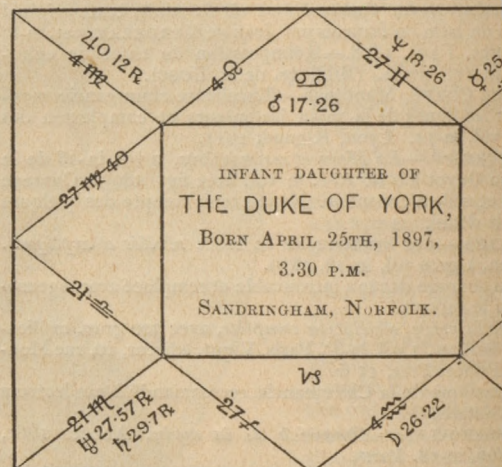 ♃ 0 12 ℞
4 ♍
4 ♌
♋
♂ 17·26
♆ 18·26
27 ♊
☿ 25
27 ♍ 40
INFANT DAUGHTER OF
THE DUKE OF YORK,
BORN APRIL 25TH, 1897,
3.30 P.M.
SANDRINGHAM, NORFOLK.
21 ♎
21 ♏
♅ 27·57 ℞
♄ 29·7 ℞
27 ♐
♑
4 ♒
☽ 26·22